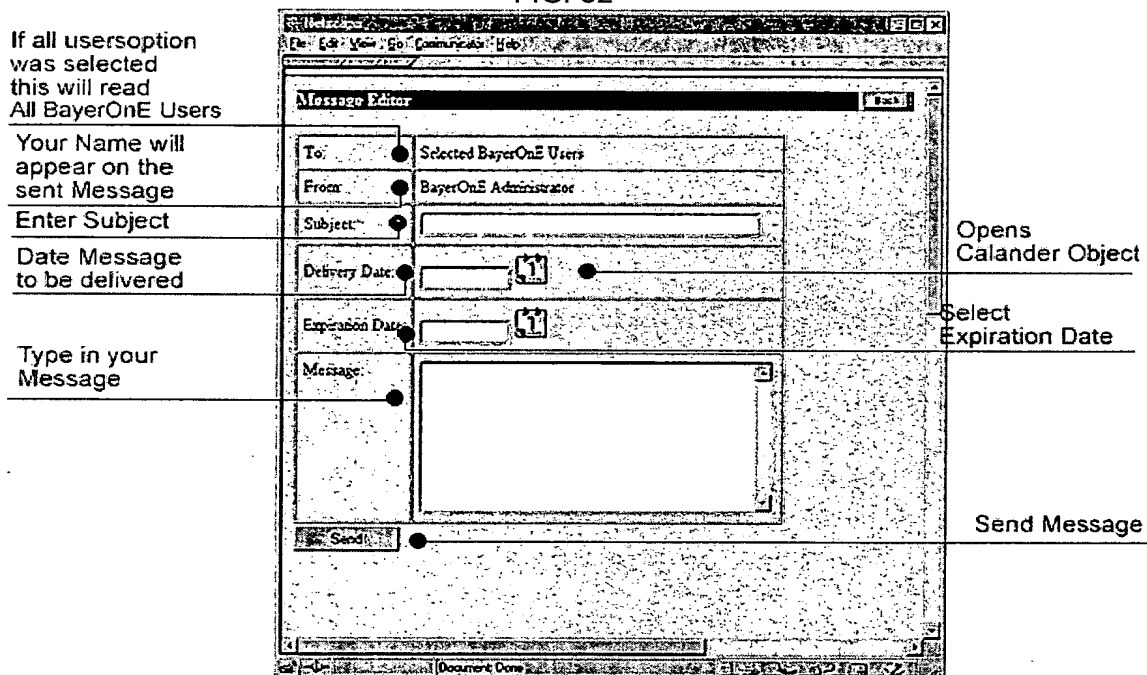 Netscape
File Edit View Go Communicator Help
If all usersoption
was selected
this will read
All BayerOnE Users
Message Editor
Back
Your Name will
appear on the
sent Message
To:
Selected BayerOnE Users
From:
BayerOnE Administrator
Enter Subject
Subject:
Date Message
to be delivered
Delivery Date:
Opens
Calander Object
Expiration Date:
Select
Expiration Date
Type in your
Message
Message:
Send
Send Message
Document: Done